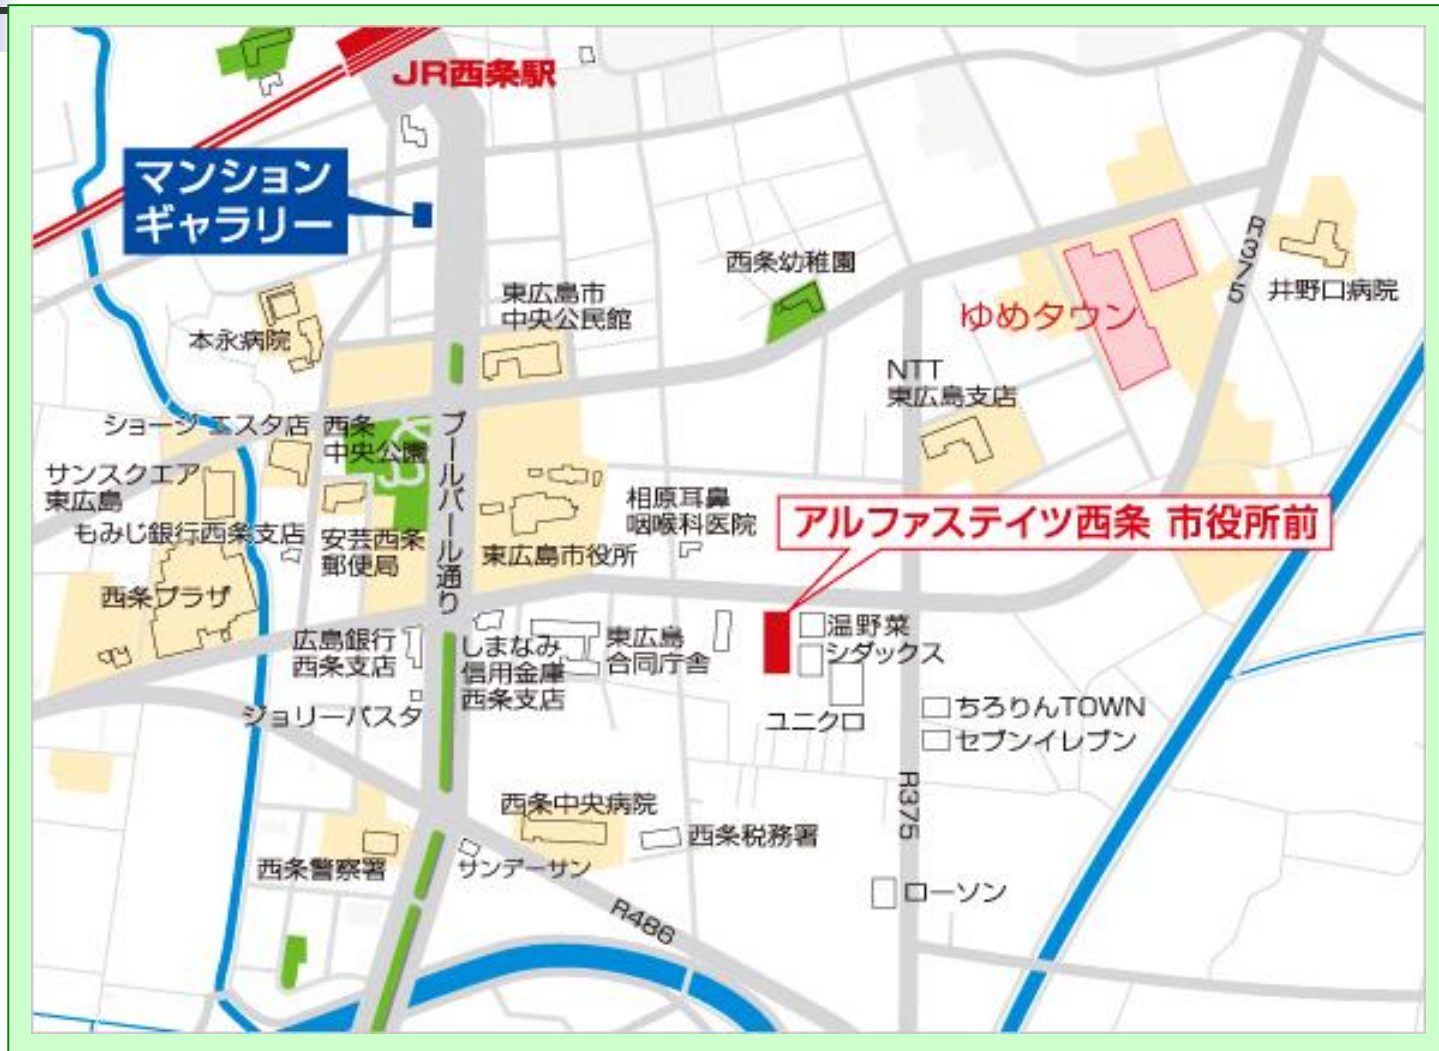 JR西条駅
マンション
ギャラリー
R375
井野口病院
西条幼稚園
東広島市
中央公民館
ゆめタウン
本永病院
NTT
東広島支店
ショージ エスタ店
西条
中央公園
ブールバール通り
サンスクエア
東広島
もみじ銀行西条支店
安芸西条
郵便局
東広島市役所
相原耳鼻
咽喉科医院
アルファステイツ西条 市役所前
西条プラザ
広島銀行
西条支店
しまなみ
信用金庫
西条支店
東広島
合同庁舎
温野菜
シダックス
ユニクロ
ジョリーパスタ
ちろりんTOWN
セブンイレブン
R375
西条中央病院
西条税務署
西条警察署
サンデーサン
ローソン
R486